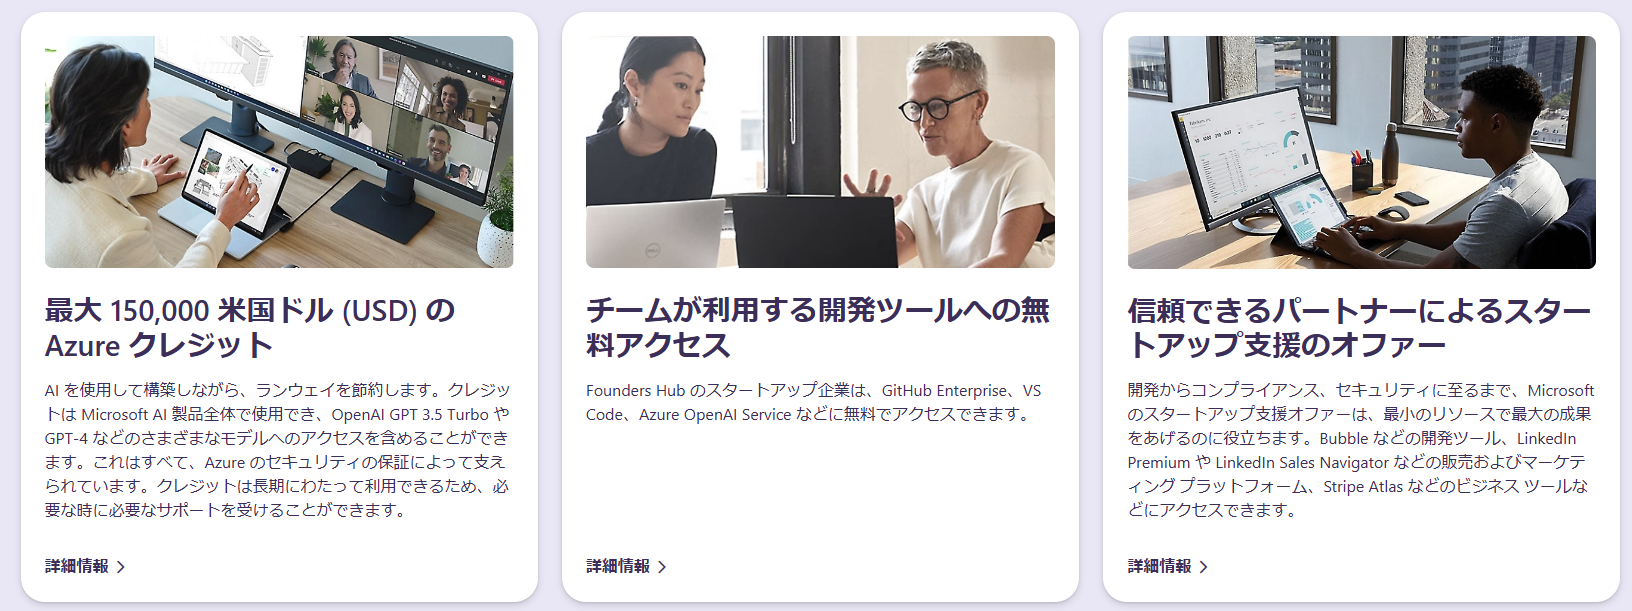 最大 150,000 米国ドル (USD) の
Azure クレジット
AI を使用して構築しながら、ランウェイを節約します。クレジッ
トは Microsoft AI 製品全体で使用でき、OpenAI GPT 3.5 Turbo や
GPT-4 などのさまざまなモデルへのアクセスを含めることができ
ます。これはすべて、Azure のセキュリティの保証によって支え
られています。クレジットは長期にわたって利用できるため、必
要な時に必要なサポートを受けることができます。
詳細情報
チームが利用する開発ツールへの無
料アクセス
Founders Hub のスタートアップ企業は、GitHub Enterprise、VS
Code、Azure OpenAI Service などに無料でアクセスできます。
詳細情報
信頼できるパートナーによるスター
トアップ支援のオファー
開発からコンプライアンス、セキュリティに至るまで、Microsoft
のスタートアップ支援オファーは、最小のリソースで最大の成果
をあげるのに役立ちます。Bubble などの開発ツール、LinkedIn
Premium や LinkedIn Sales Navigator などの販売およびマーケテ
ィング プラットフォーム、Stripe Atlas などのビジネス ツールな
どにアクセスできます。
詳細情報